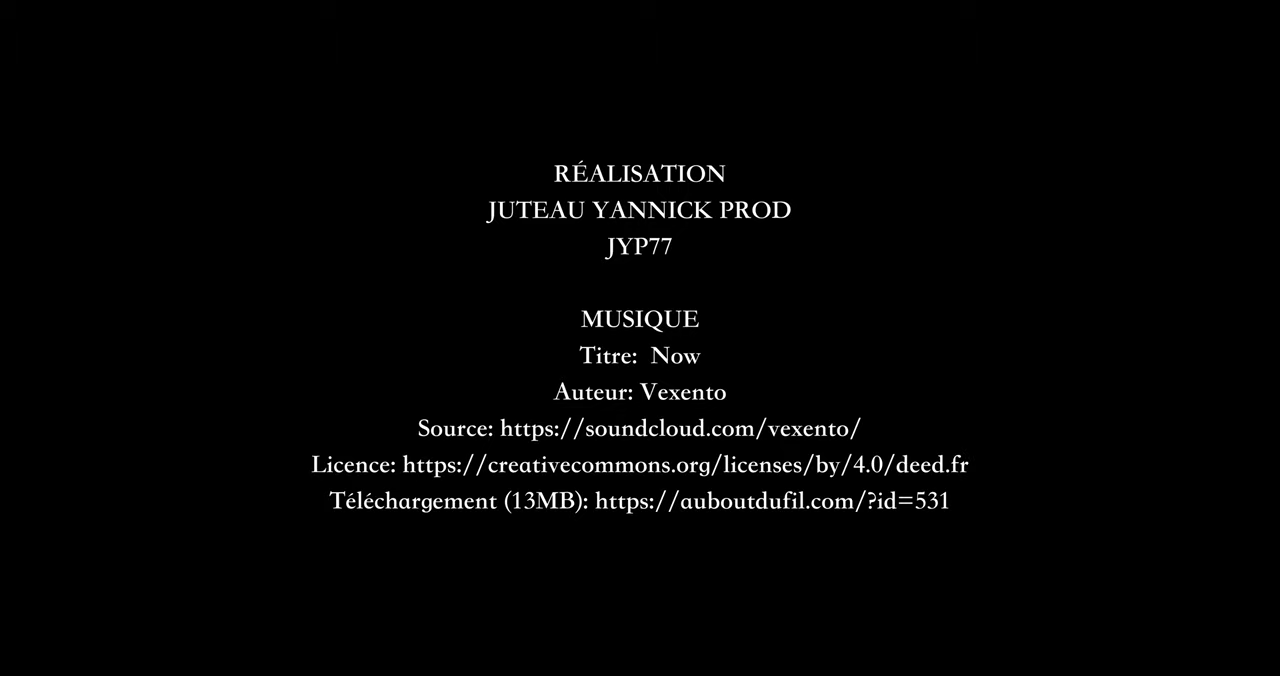 RÉALISATION
JUTEAU YANNICK PROD
JYP77
MUSIQUE
Titre:  Now
Auteur: Vexento
Source: https://soundcloud.com/vexento/
Licence: https://creativecommons.org/licenses/by/4.0/deed.fr
Téléchargement (13MB): https://auboutdufil.com/?id=531